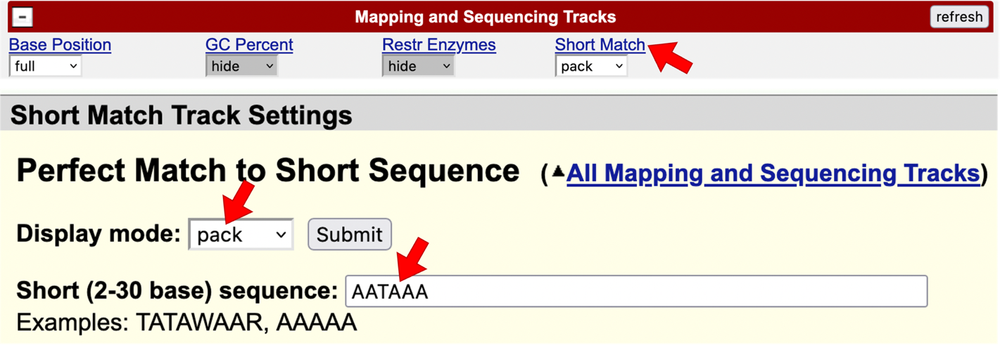 Mapping and Sequencing Tracks refresh
Base Position GC Percent Restr Enzymes Short Match
full hide hide pack
Short Match Track Settings
Perfect Match to Short Sequence (▲All Mapping and Sequencing Tracks)
Display mode: pack Submit
Short (2-30 base) sequence: AATAAA
Examples: TATAWAAR, AAAAA